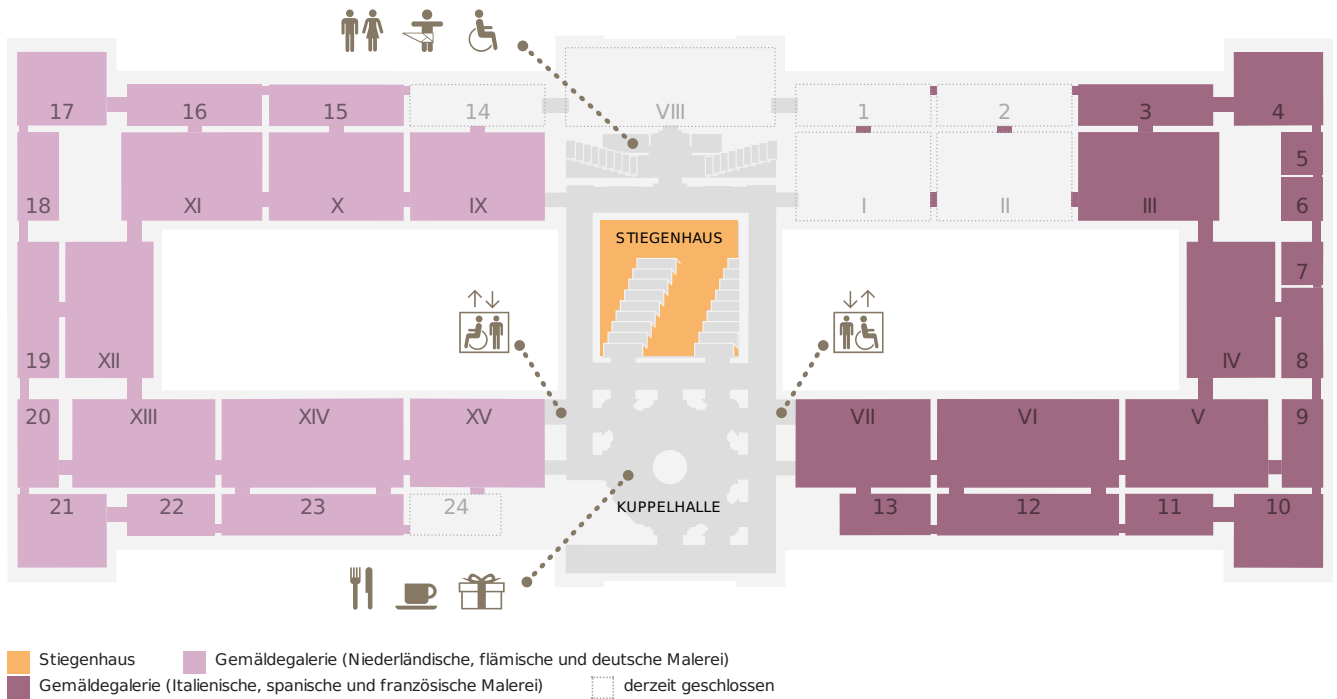 17
16
15
14
VIII
1
2
3
4
5
18
XI
X
IX
I
II
III
6
STIEGENHAUS
7
19
XII
IV
8
20
XIII
XIV
XV
VII
VI
V
9
21
22
23
24
KUPPELHALLE
13
12
11
10
Stiegenhaus
Gemäldegalerie (Niederländische, flämische und deutsche Malerei)
Gemäldegalerie (Italienische, spanische und französische Malerei)
derzeit geschlossen